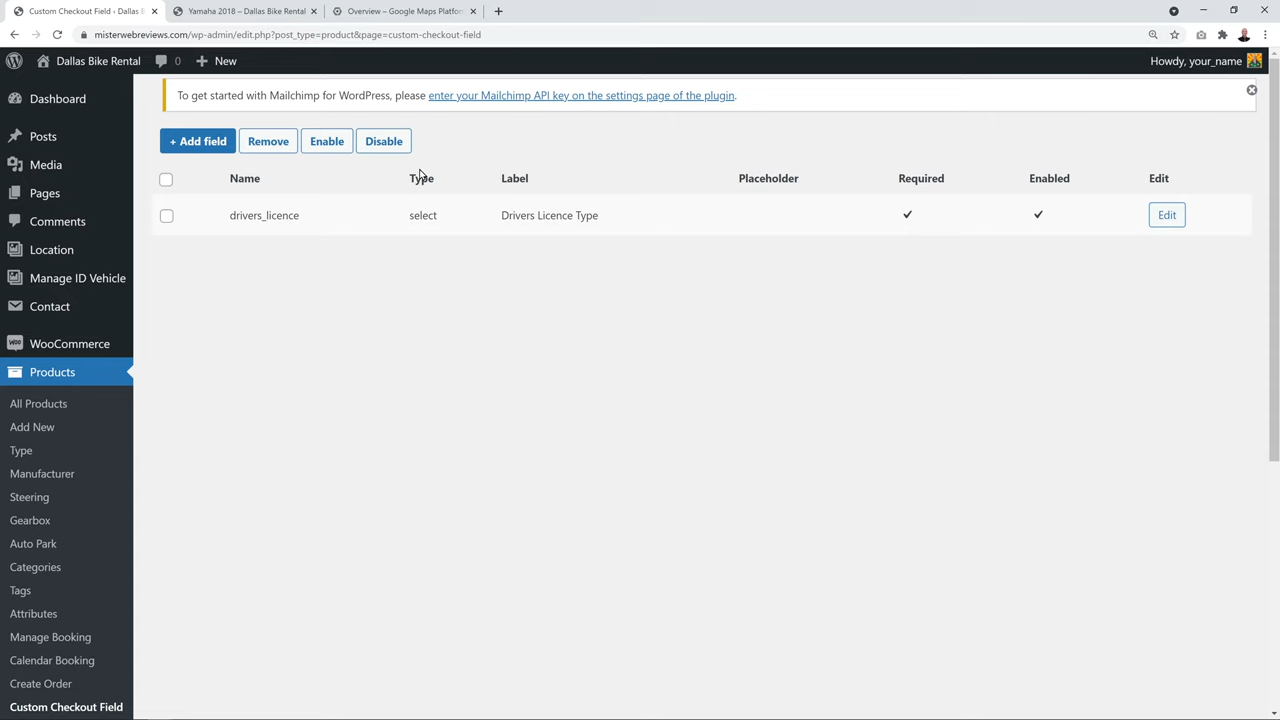 Custom Checkout Field ‹ Dallas B
Yamaha 2018 – Dallas Bike Rental
Overview – Google Maps Platfor
misterwebreviews.com/wp-admin/edit.php?post_type=product&page=custom-checkout-field
Dallas Bike Rental
0
New
Howdy, your_name
Dashboard
Posts
Media
Pages
Comments
Location
Manage ID Vehicle
Contact
WooCommerce
Products
All Products
Add New
Type
Manufacturer
Steering
Gearbox
Auto Park
Categories
Tags
Attributes
Manage Booking
Calendar Booking
Create Order
Custom Checkout Field
To get started with Mailchimp for WordPress, please enter your Mailchimp API key on the settings page of the plugin.
+ Add field Remove Enable Disable
Name Type Label Placeholder Required Enabled Edit
drivers_licence select Drivers Licence Type ✓ ✓ Edit